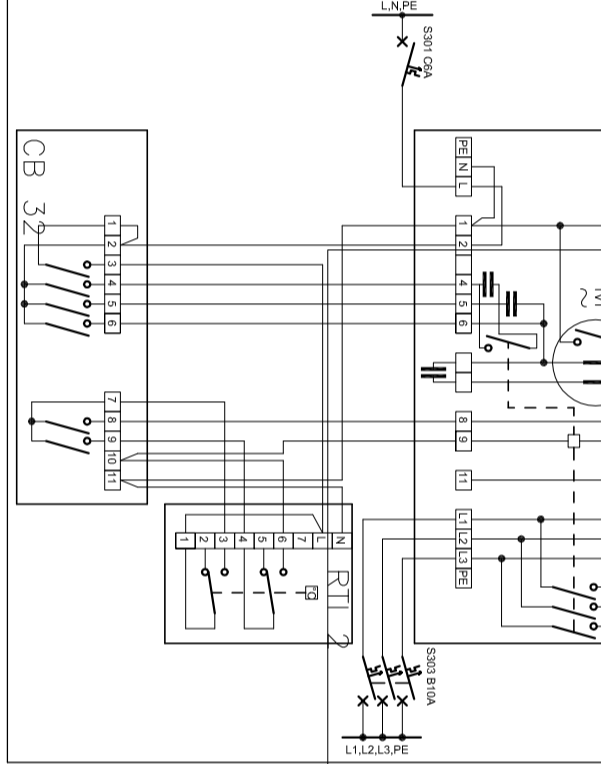 L,N,PE
S301 C6A
PE N L
1 2 4 5 6 8 9 11
L1 L2 L3 PE
M
~
CB 32
1 2 3 4 5 6
7 8 9 10 11
1 2 3 4 5 6 7 L N
RTI 2
°C
S303 B10A
L1,L2,L3,PE